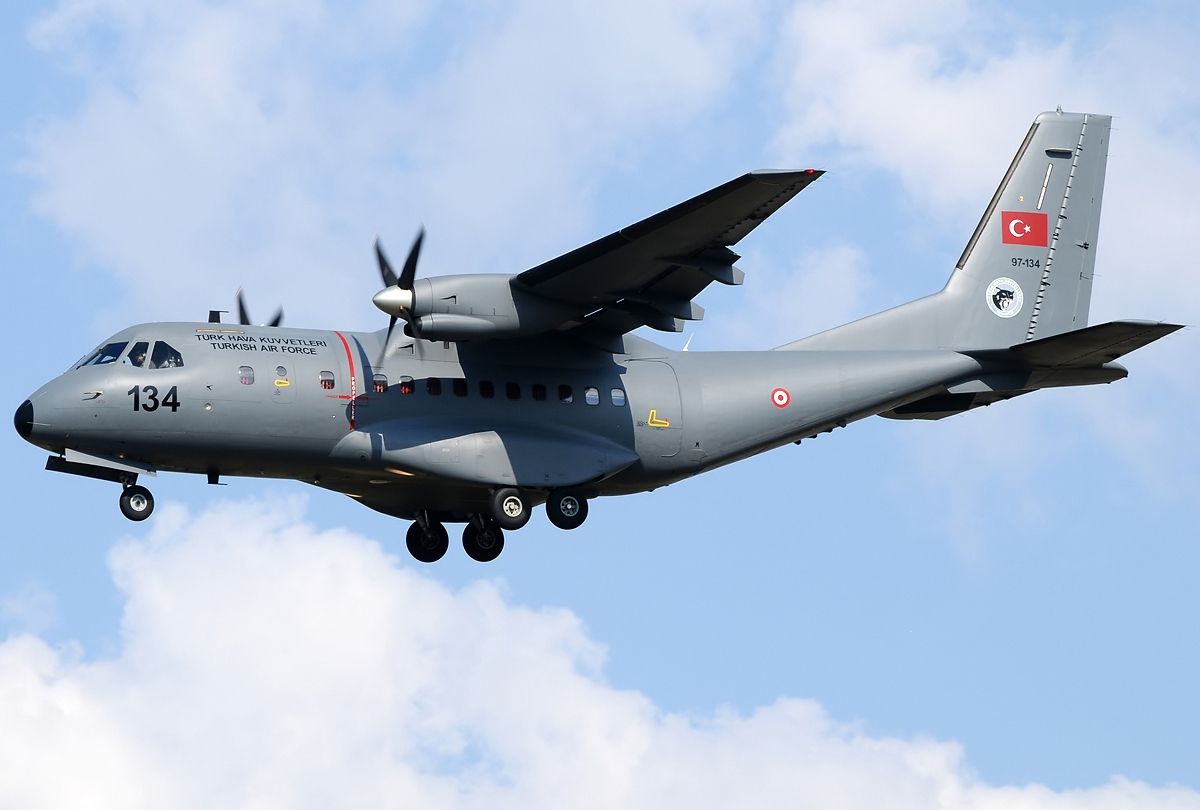 TÜRK HAVA KUVVETLERİ
TURKISH AIR FORCE
134
97-134